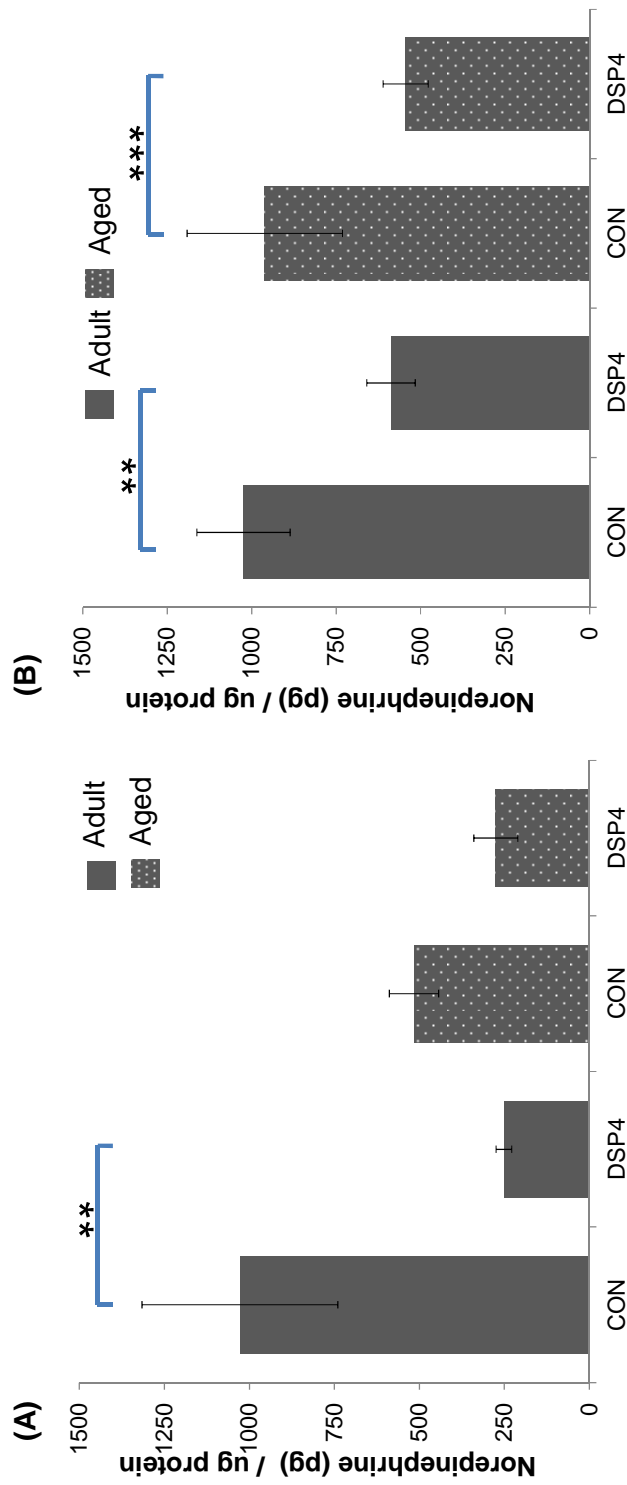 (A)
Norepinephrine (pg) / ug protein
1500
1250
1000
750
500
250
0
**
Adult
Aged
CON DSP4 CON DSP4
(B)
Norepinephrine (pg) / ug protein
1500
1250
1000
750
500
250
0
Adult Aged
**
***
CON DSP4 CON DSP4